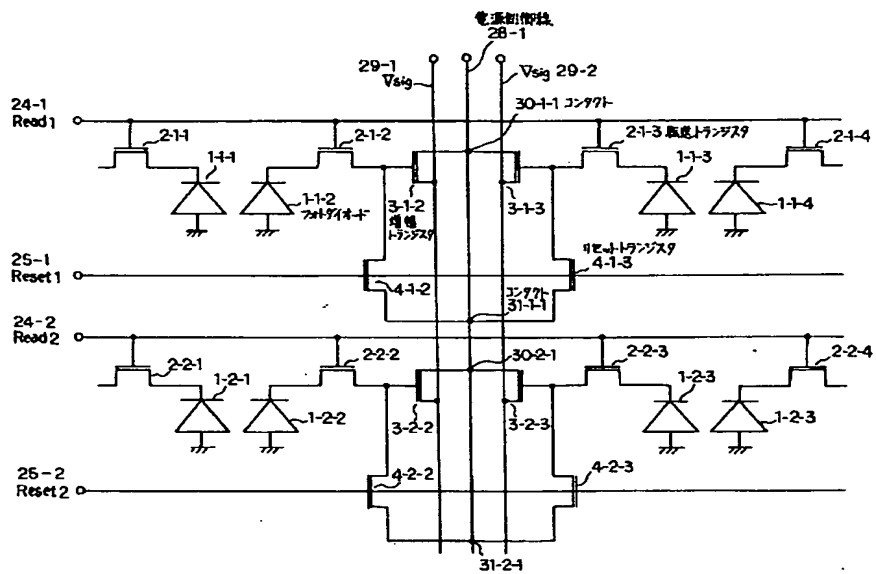 電源制御線
28-1
29-1
Vsig
Vsig 29-2
24-1
Read1
30-1-1 コンタクト
2-1-1
2-1-2
2-1-3 転送トランジスタ
2-1-4
1-1-1
1-1-2
フォトダイオード
3-1-2
増幅
トランジスタ
3-1-3
1-1-3
1-1-4
25-1
Reset1
4-1-2
リセットトランジスタ
4-1-3
コンタクト
31-1-1
24-2
Read2
2-2-1
2-2-2
30-2-1
2-2-3
2-2-4
1-2-1
1-2-2
3-2-2
3-2-3
1-2-3
1-2-3
25-2
Reset2
4-2-2
4-2-3
31-2-1